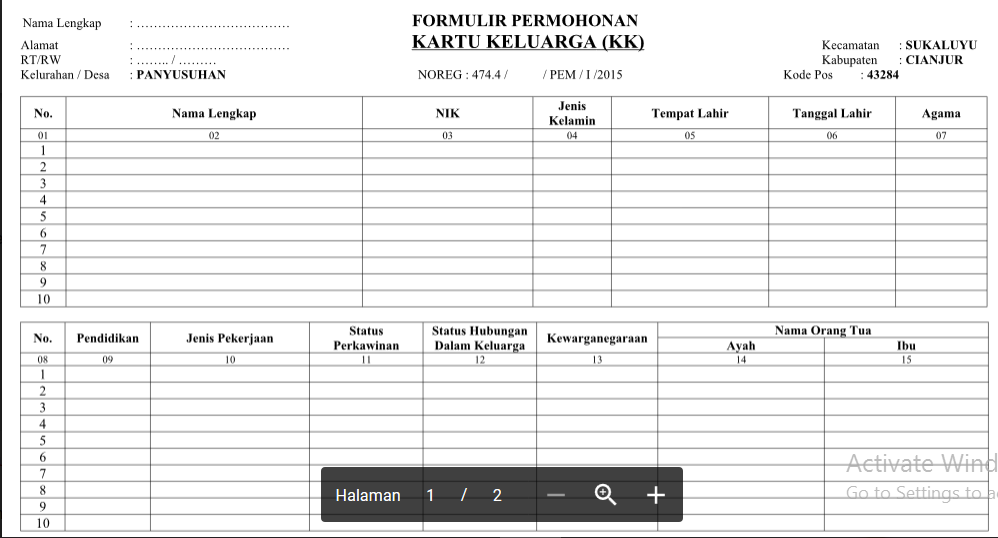 Nama Lengkap : ....................................
FORMULIR PERMOHONAN
KARTU KELUARGA (KK)
Alamat : ....................................
RT/RW : ........ / .........
Kelurahan / Desa : PANYUSUHAN
NOREG : 474.4 / / PEM / I /2015
Kecamatan : SUKALUYU
Kabupaten : CIANJUR
Kode Pos : 43284
No. Nama Lengkap NIK Jenis Kelamin Tempat Lahir Tanggal Lahir Agama
01 02 03 04 05 06 07
1
2
3
4
5
6
7
8
9
10
No. Pendidikan Jenis Pekerjaan Status Perkawinan Status Hubungan Dalam Keluarga Kewarganegaraan Nama Orang Tua
Ayah Ibu
08 09 10 11 12 13 14 15
1
2
3
4
5
6
7
8
9
10
Halaman 1 / 2
Activate Wind
Go to Settings to a